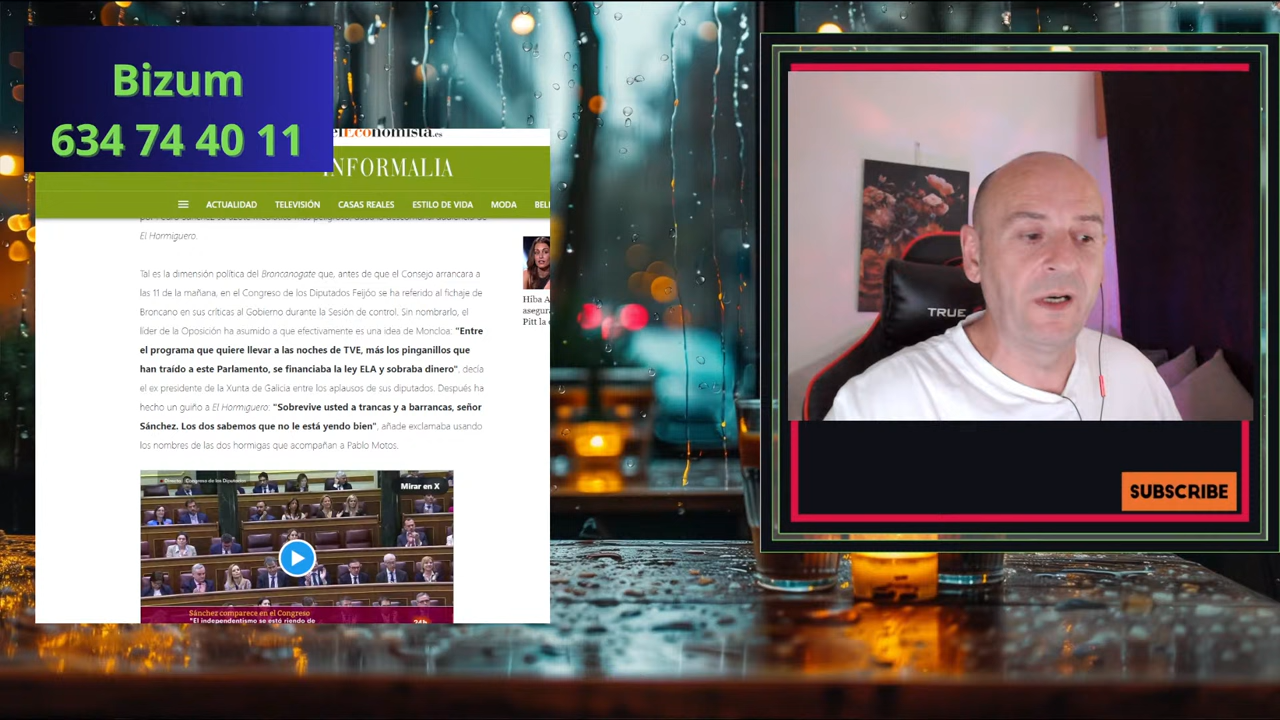 Bizum
634 74 40 11
elEconomista.es
INFORMALIA
ACTUALIDAD TELEVISIÓN CASAS REALES ESTILO DE VIDA MODA BEL
El Hormiguero.
Tal es la dimensión política del Broncanogate que, antes de que el Consejo arrancara a
las 11 de la mañana, en el Congreso de los Diputados Feijóo se ha referido al fichaje de
Broncano en sus críticas al Gobierno durante la Sesión de control. Sin nombrarlo, el
líder de la Oposición ha asumido a que efectivamente es una idea de Moncloa: "Entre
el programa que quiere llevar a las noches de TVE, más los pinganillos que
han traído a este Parlamento, se financiaba la ley ELA y sobraba dinero", decía
el ex presidente de la Xunta de Galicia entre los aplausos de sus diputados. Después ha
hecho un guiño a El Hormiguero: "Sobrevive usted a trancas y a barrancas, señor
Sánchez. Los dos sabemos que no le está yendo bien", añade exclamaba usando
los nombres de las dos hormigas que acompañan a Pablo Motos.
Hiba A
asegura
Pitt la
Directo Congreso de los Diputados
Mirar en X
Sánchez comparece en el Congreso
"El independentismo se está riendo de
24h
TRUE
SUBSCRIBE